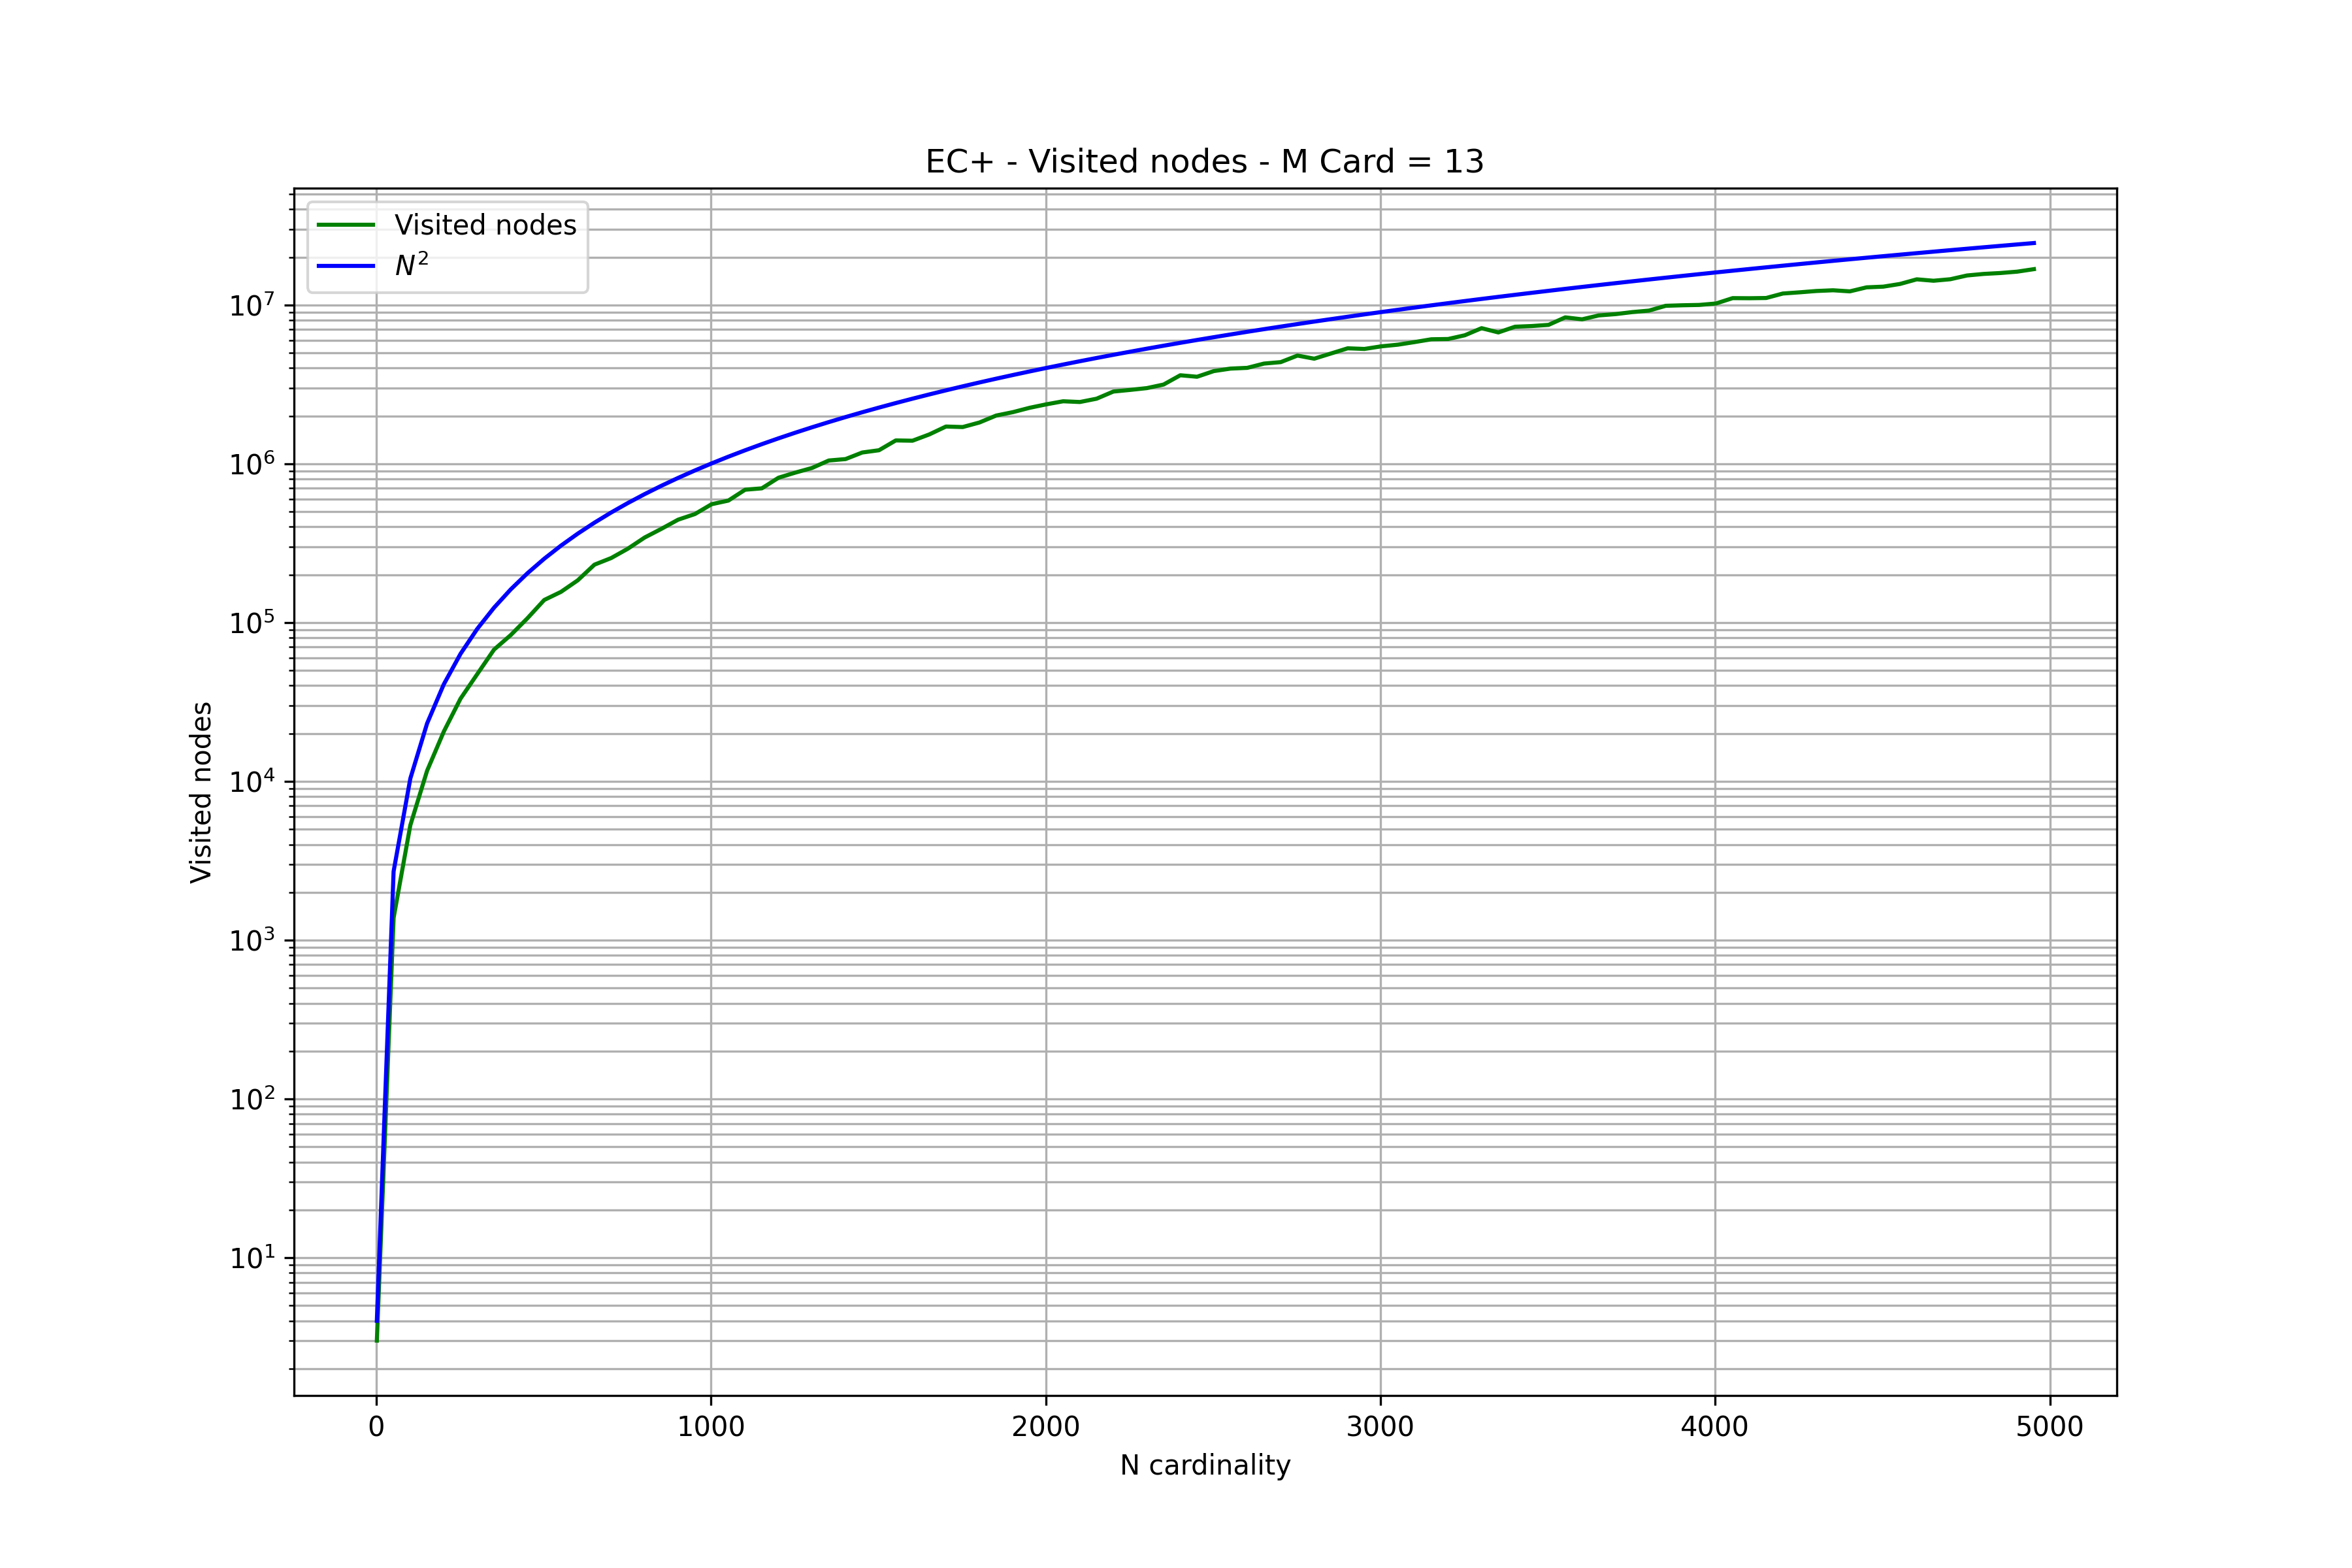 EC+ - Visited nodes - M Card = 13
Visited nodes
N²
10⁷
10⁶
10⁵
10⁴
10³
10²
10¹
Visited nodes
0 1000 2000 3000 4000 5000
N cardinality